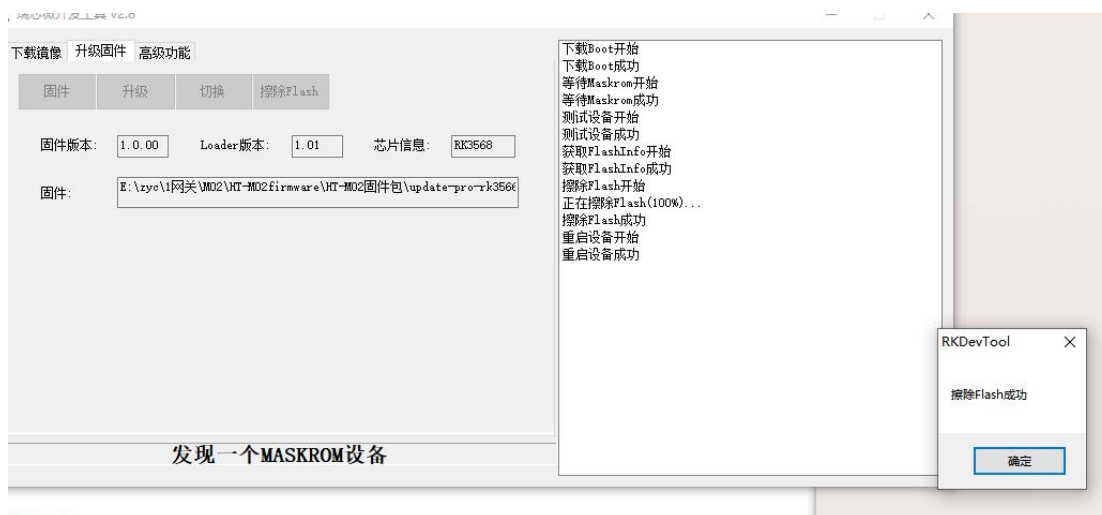 瑞芯微开发工具 v2.8
下载镜像 升级固件 高级功能
固件 升级 切换 擦除Flash
固件版本: 1.0.00 Loader版本: 1.01 芯片信息: RK3568
固件: E:\zyc\1网关\M02\HT-M02firmware\HT-M02固件包\update-pro-rk356
发现一个MASKROM设备
下载Boot开始
下载Boot成功
等待Maskrom开始
等待Maskrom成功
测试设备开始
测试设备成功
获取FlashInfo开始
获取FlashInfo成功
擦除Flash开始
正在擦除Flash(100%)...
擦除Flash成功
重启设备开始
重启设备成功
RKDevTool
擦除Flash成功
确定